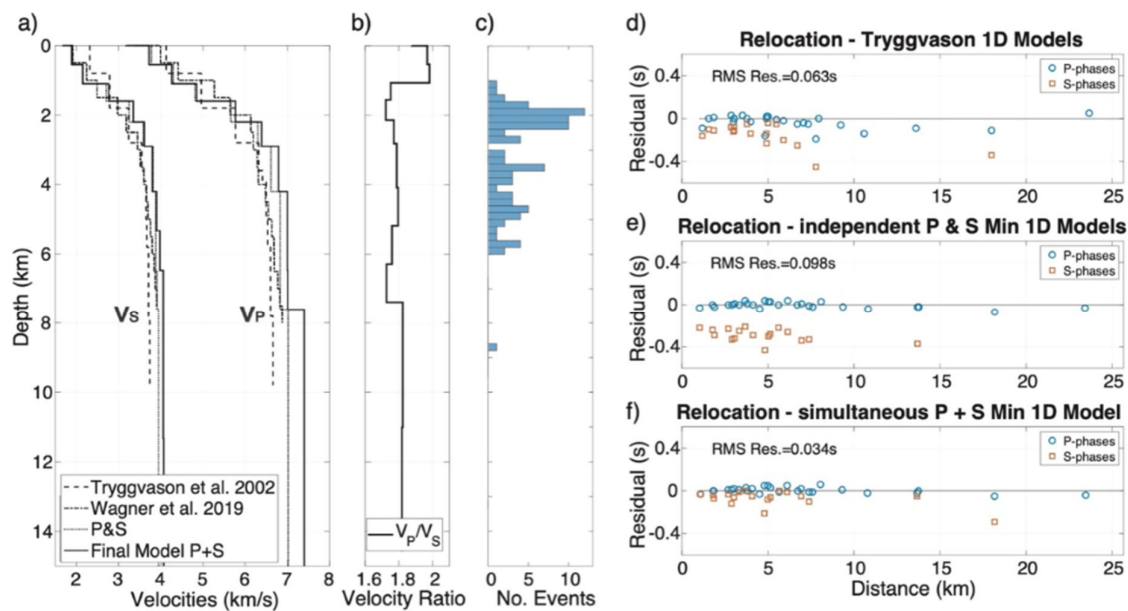 a)
0
2
4
6
8
10
12
14
Depth (km)
VS
VP
Tryggvason et al. 2002
Wagner et al. 2019
P&S
Final Model P+S
2 3 4 5 6 7 8
Velocities (km/s)
b)
VP/VS
1.6 1.8 2
Velocity Ratio
c)
0 5 10
No. Events
d)
Relocation - Tryggvason 1D Models
RMS Res.=0.063s
P-phases
S-phases
0.4
0
-0.4
Residual (s)
0 5 10 15 20 25
e)
Relocation - independent P & S Min 1D Models
RMS Res.=0.098s
P-phases
S-phases
0.4
0
-0.4
Residual (s)
0 5 10 15 20 25
f)
Relocation - simultaneous P + S Min 1D Model
RMS Res.=0.034s
P-phases
S-phases
0.4
0
-0.4
Residual (s)
0 5 10 15 20 25
Distance (km)